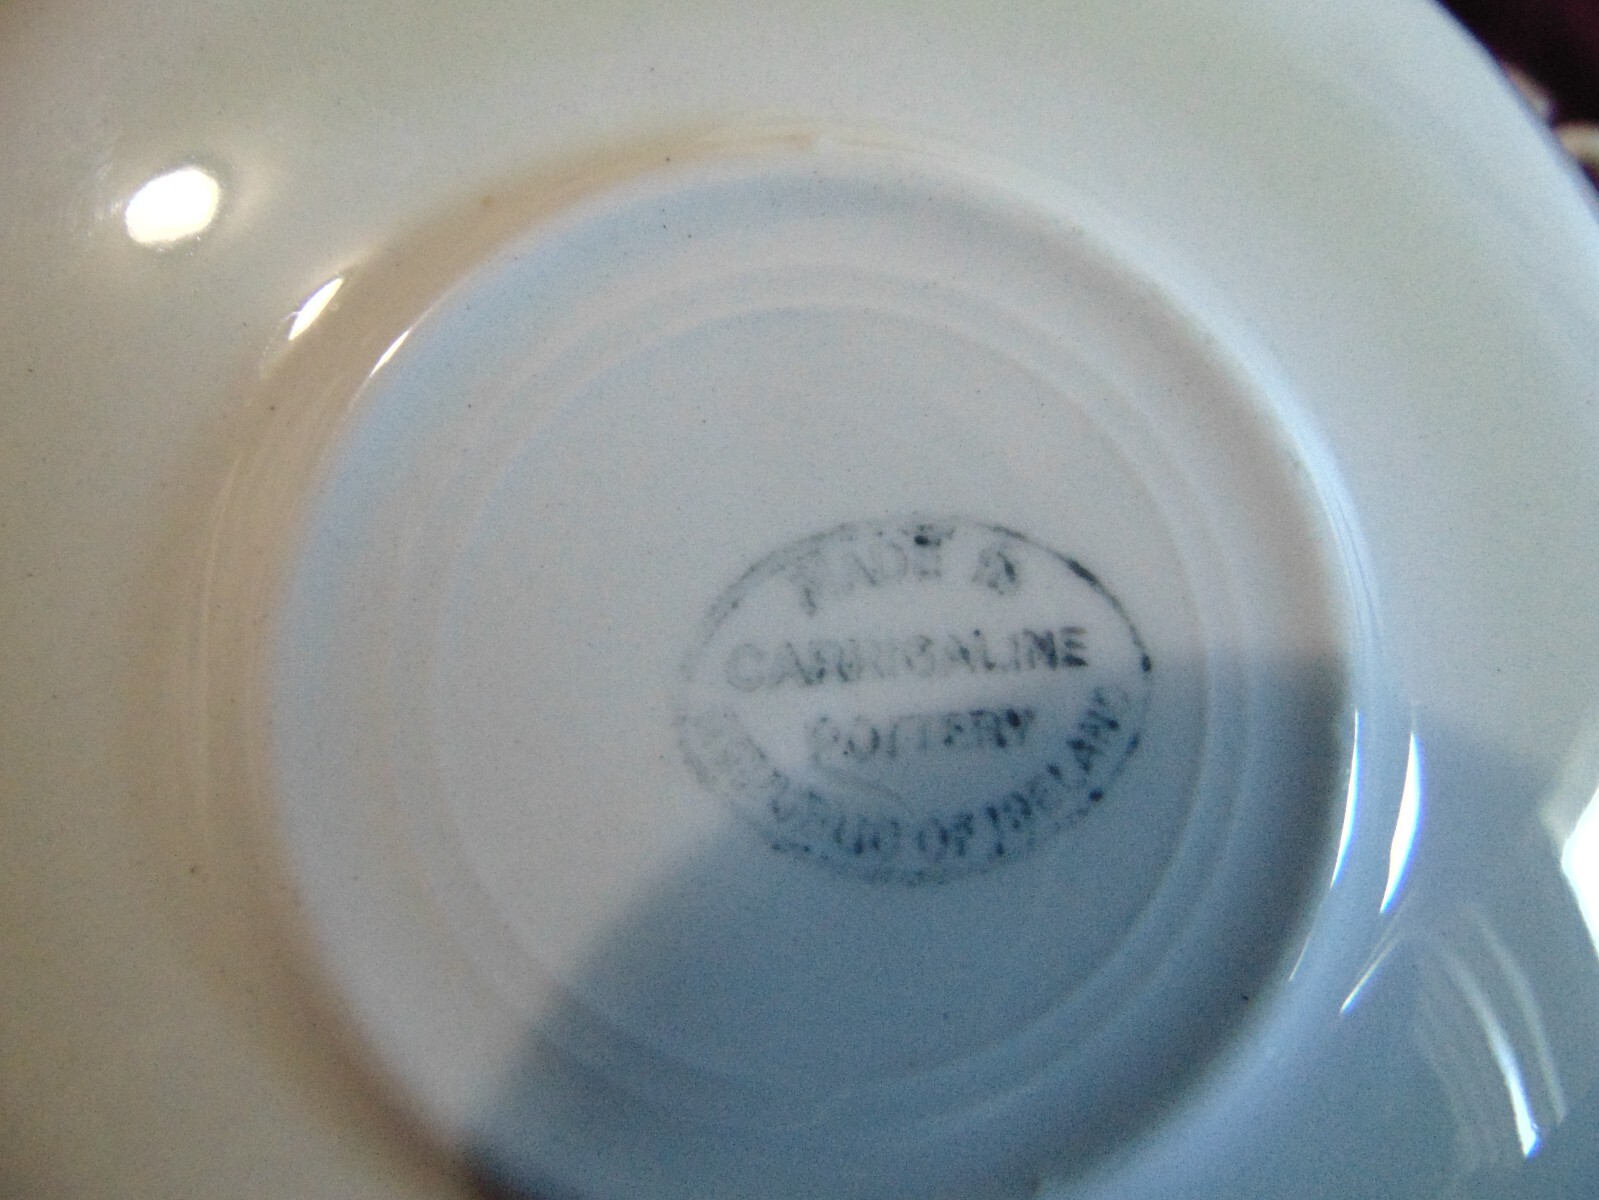 MADE IN
CARRIGALINE
POTTERY
REPUBLIC OF IRELAND